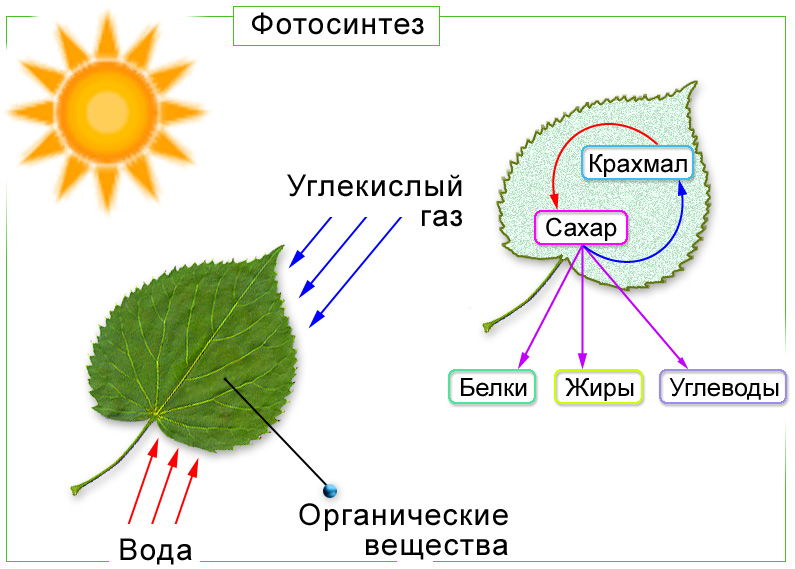 Фотосинтез
Углекислый
газ
Крахмал
Сахар
Белки
Жиры
Углеводы
Органические
вещества
Вода